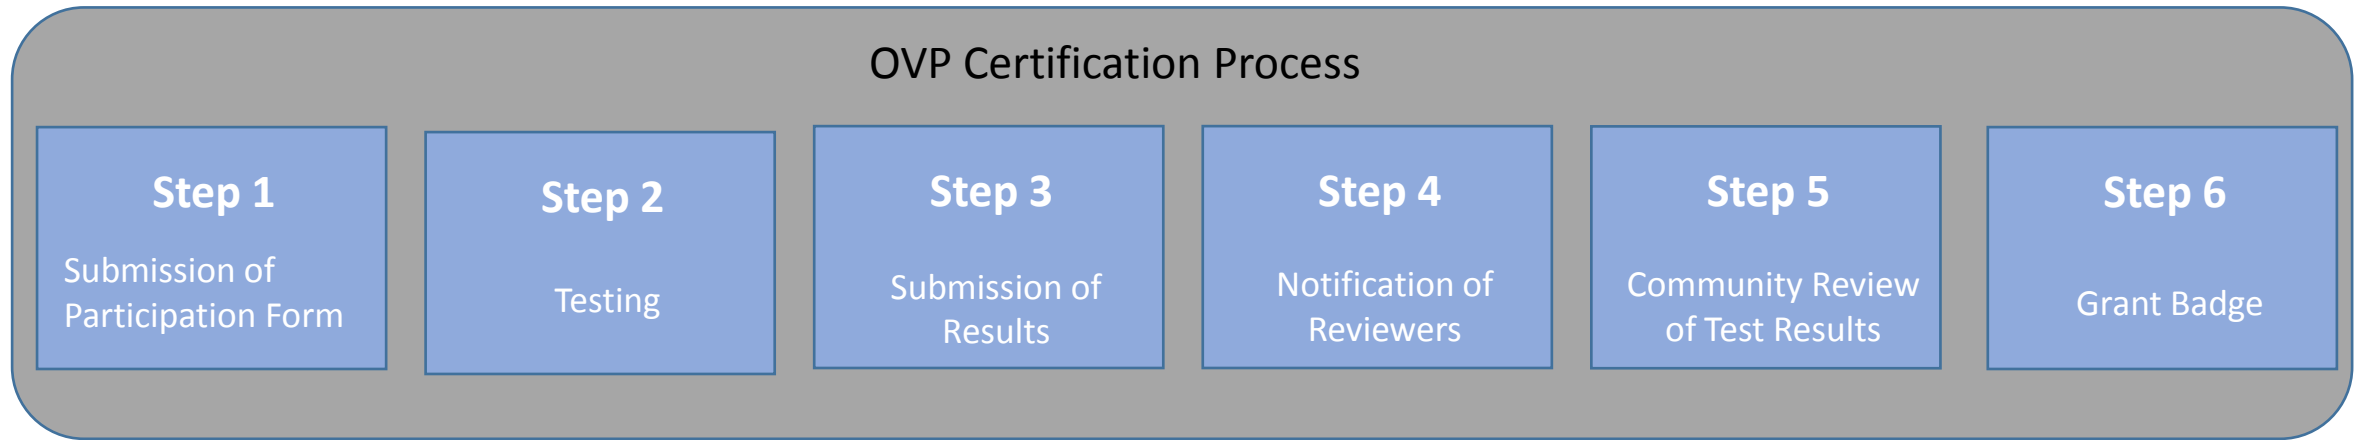 OVP Certification Process
Step 1
Submission of
Participation Form
Step 2
Testing
Step 3
Submission of
Results
Step 4
Notification of
Reviewers
Step 5
Community Review
of Test Results
Step 6
Grant Badge